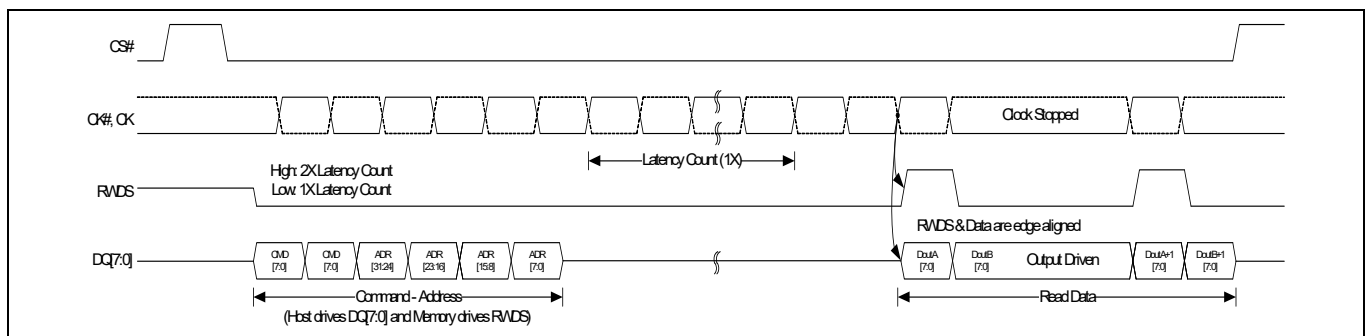 CS#
CK#, CK
Clock Stopped
Latency Count (1X)
High: 2X Latency Count
Low: 1X Latency Count
RWDS
RWDS & Data are edge aligned
DQ[7:0]
CMD [7:0]
CMD [7:0]
ADR [31:24]
ADR [23:16]
ADR [15:8]
ADR [7:0]
DoutA [7:0]
DoutB [7:0]
Output Driven
DoutA+1 [7:0]
DoutB+1 [7:0]
Command - Address
Read Data
(Host drives DQ[7:0] and Memory drives RWDS)